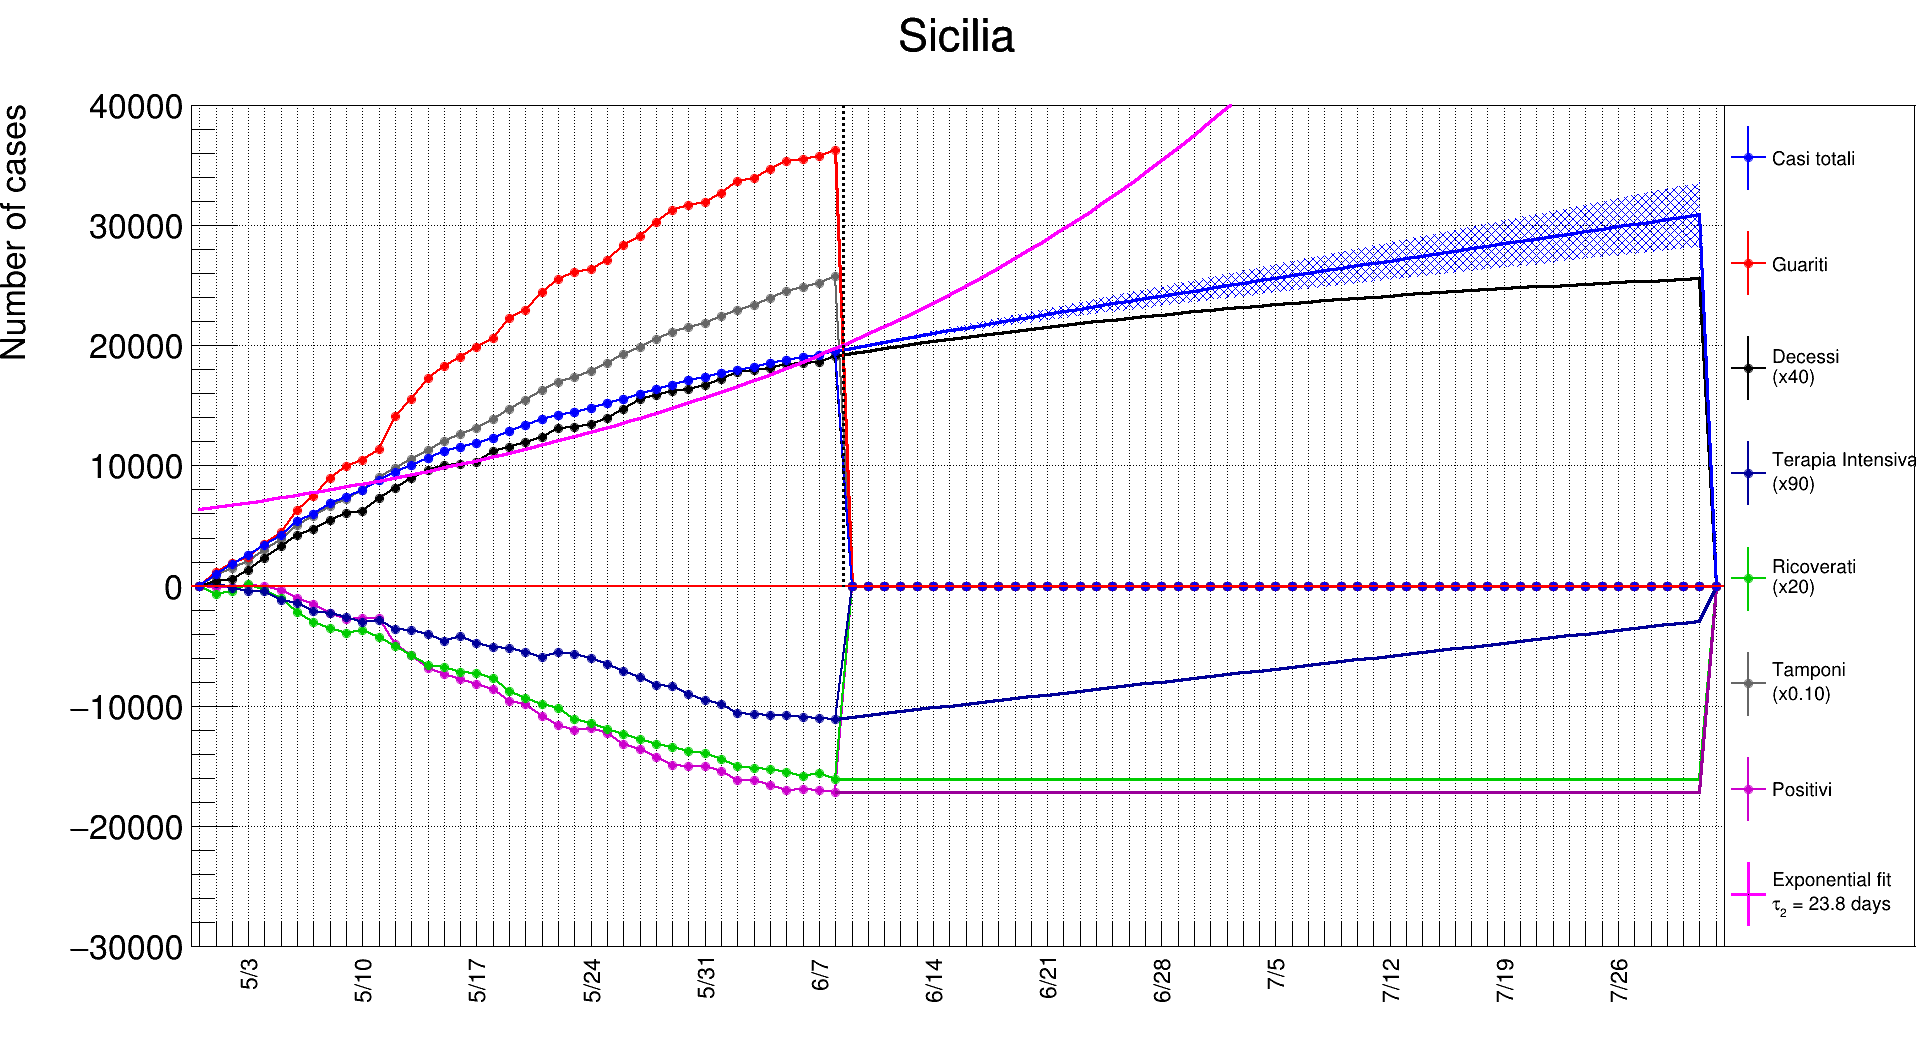 Sicilia
Number of cases
40000
30000
20000
10000
0
−10000
−20000
−30000
5/3
5/10
5/17
5/24
5/31
6/7
6/14
6/21
6/28
7/5
7/12
7/19
7/26
Casi totali
Guariti
Decessi
(x40)
Terapia Intensiva
(x90)
Ricoverati
(x20)
Tamponi
(x0.10)
Positivi
Exponential fit
τ2 = 23.8 days